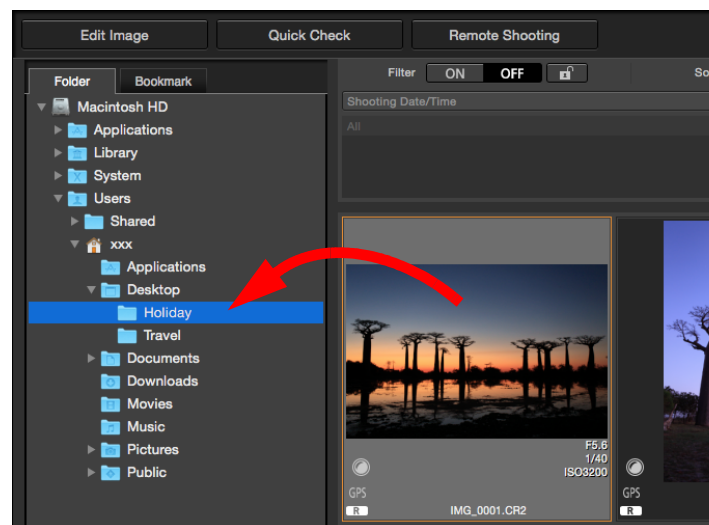 Edit Image
Quick Check
Remote Shooting
Folder
Bookmark
Macintosh HD
Applications
Library
System
Users
Shared
xxx
Applications
Desktop
Holiday
Travel
Documents
Downloads
Movies
Music
Pictures
Public
Filter
ON
OFF
So
Shooting Date/Time
All
F5.6
1/40
ISO3200
GPS
R
IMG_0001.CR2
GPS
R